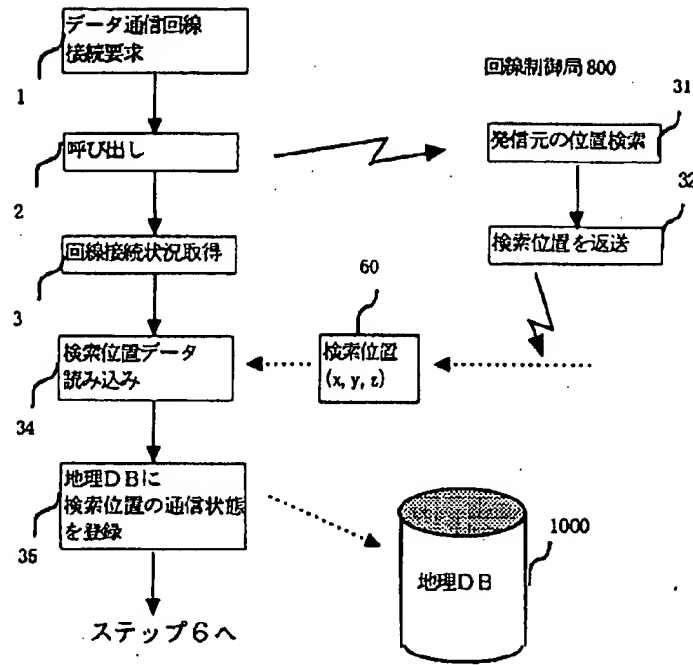 データ通信回線
接続要求
1
回線制御局800
31
呼び出し
2
発信元の位置検索
32
検索位置を返送
回線接続状況取得
3
60
検索位置
(x, y, z)
検索位置データ
読み込み
34
地理DBに
検索位置の通信状態
を登録
35
1000
地理DB
ステップ6へ